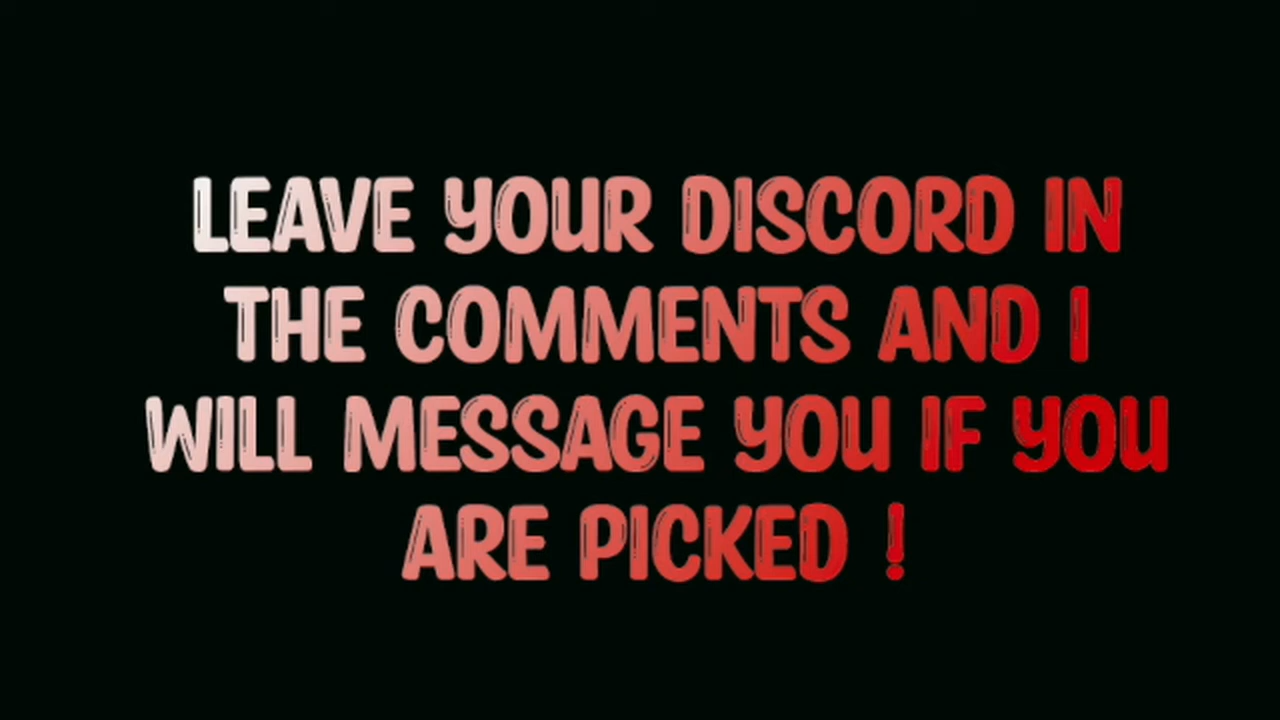 LEAVE YOUR DISCORD IN
THE COMMENTS AND I
WILL MESSAGE YOU IF YOU
ARE PICKED !